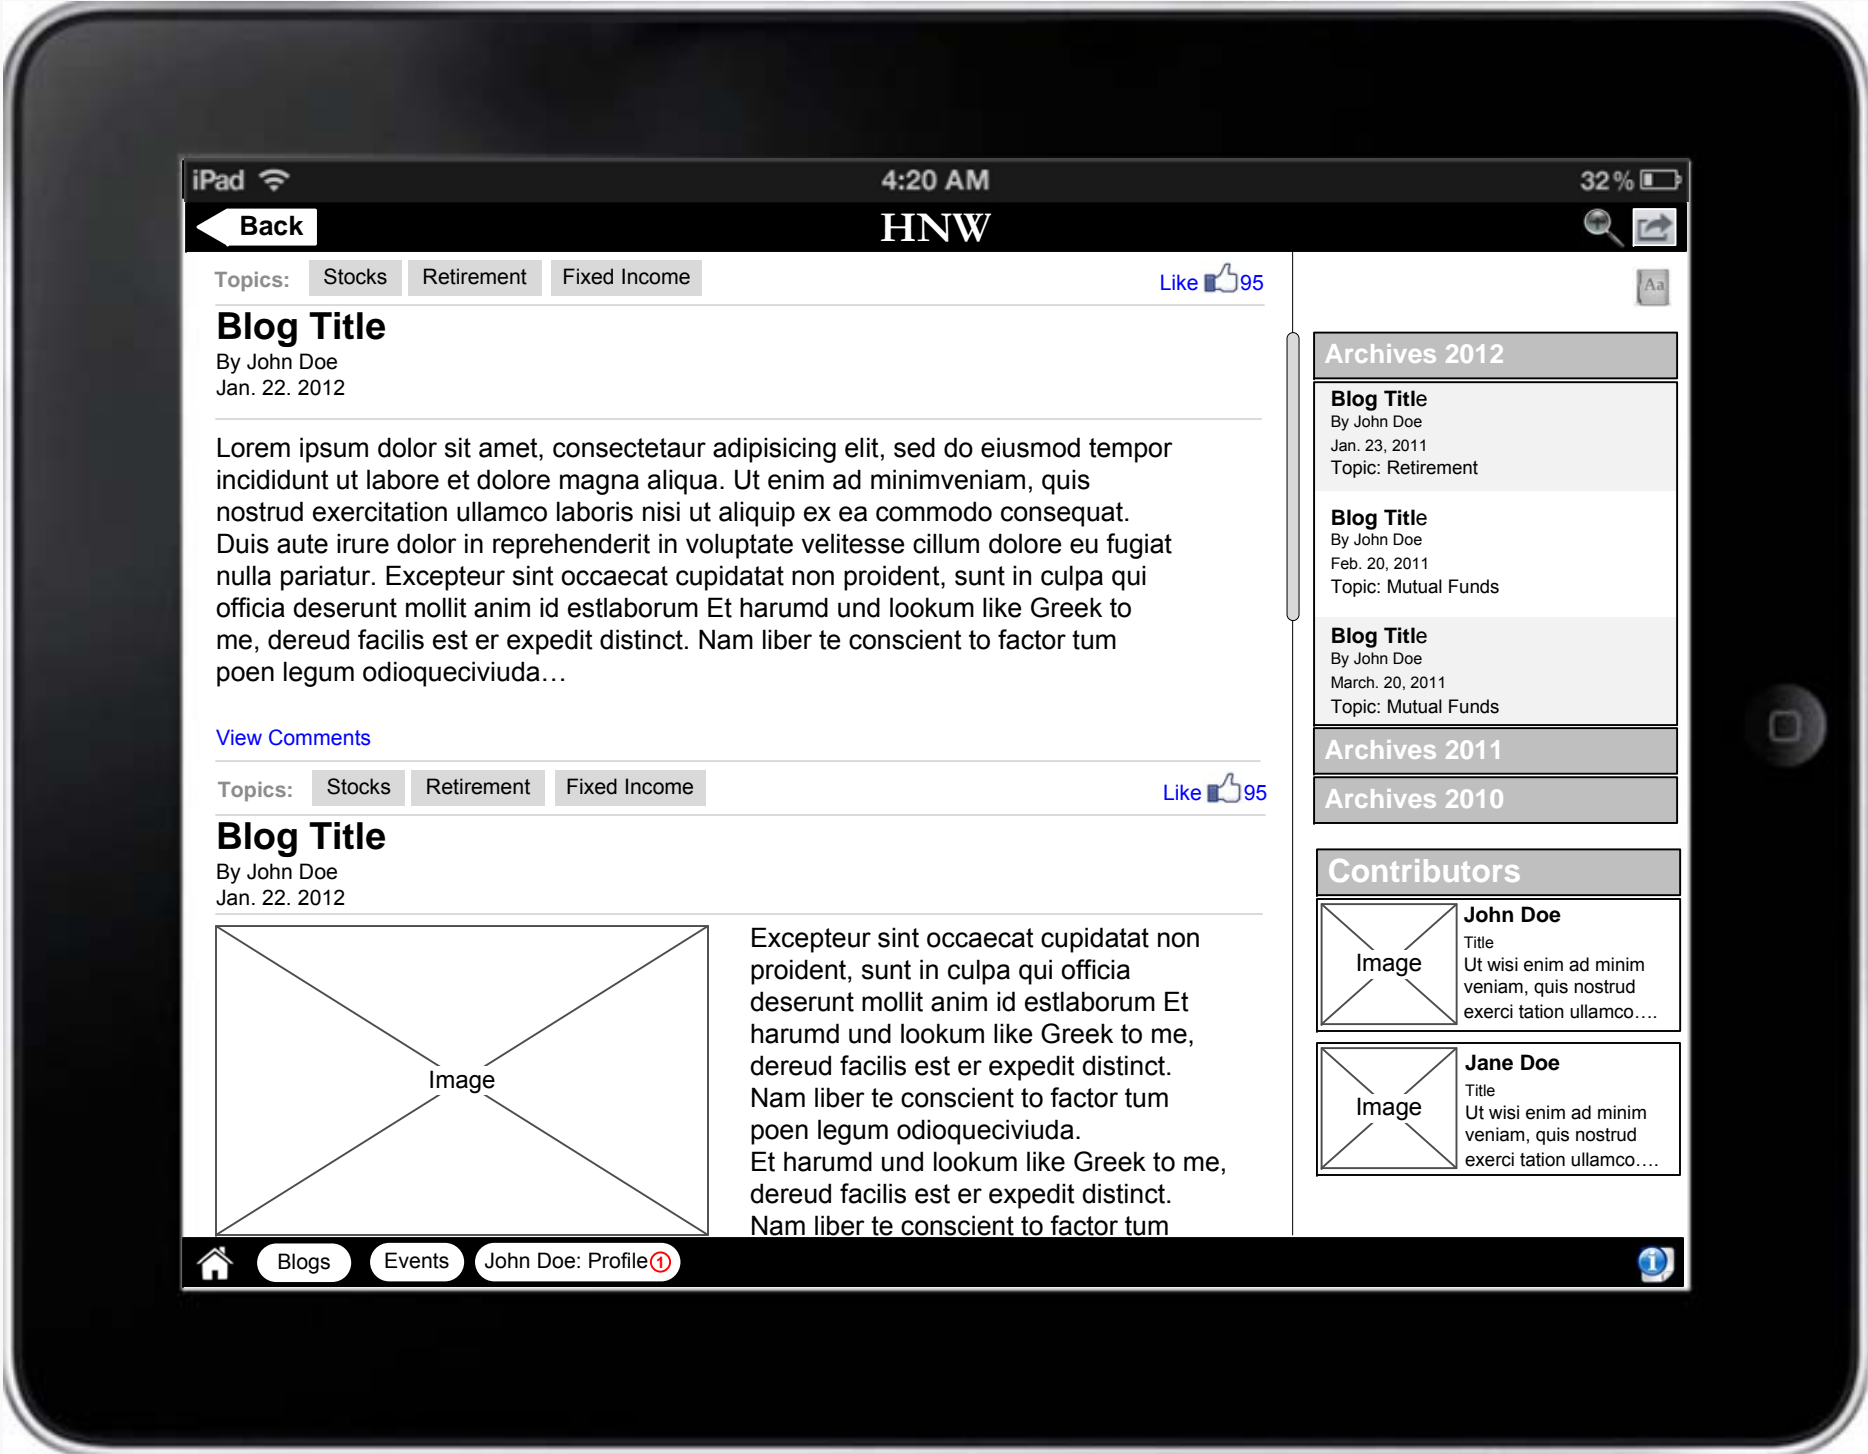 iPad
4:20 AM
32%
Back
HNW
Topics:
Stocks
Retirement
Fixed Income
Like 95
Blog Title
By John Doe
Jan. 22. 2012
Lorem ipsum dolor sit amet, consectetaur adipisicing elit, sed do eiusmod tempor
incididunt ut labore et dolore magna aliqua. Ut enim ad minimveniam, quis
nostrud exercitation ullamco laboris nisi ut aliquip ex ea commodo consequat.
Duis aute irure dolor in reprehenderit in voluptate velitesse cillum dolore eu fugiat
nulla pariatur. Excepteur sint occaecat cupidatat non proident, sunt in culpa qui
officia deserunt mollit anim id estlaborum Et harumd und lookum like Greek to
me, dereud facilis est er expedit distinct. Nam liber te conscient to factor tum
poen legum odioqueciviuda…
View Comments
Topics:
Stocks
Retirement
Fixed Income
Like 95
Blog Title
By John Doe
Jan. 22. 2012
Image
Excepteur sint occaecat cupidatat non
proident, sunt in culpa qui officia
deserunt mollit anim id estlaborum Et
harumd und lookum like Greek to me,
dereud facilis est er expedit distinct.
Nam liber te conscient to factor tum
poen legum odioqueciviuda.
Et harumd und lookum like Greek to me,
dereud facilis est er expedit distinct.
Nam liber te conscient to factor tum
Aa
Archives 2012
Blog Title
By John Doe
Jan. 23, 2011
Topic: Retirement
Blog Title
By John Doe
Feb. 20, 2011
Topic: Mutual Funds
Blog Title
By John Doe
March. 20, 2011
Topic: Mutual Funds
Archives 2011
Archives 2010
Contributors
Image
John Doe
Title
Ut wisi enim ad minim
veniam, quis nostrud
exerci tation ullamco….
Image
Jane Doe
Title
Ut wisi enim ad minim
veniam, quis nostrud
exerci tation ullamco….
Blogs
Events
John Doe: Profile 1
i